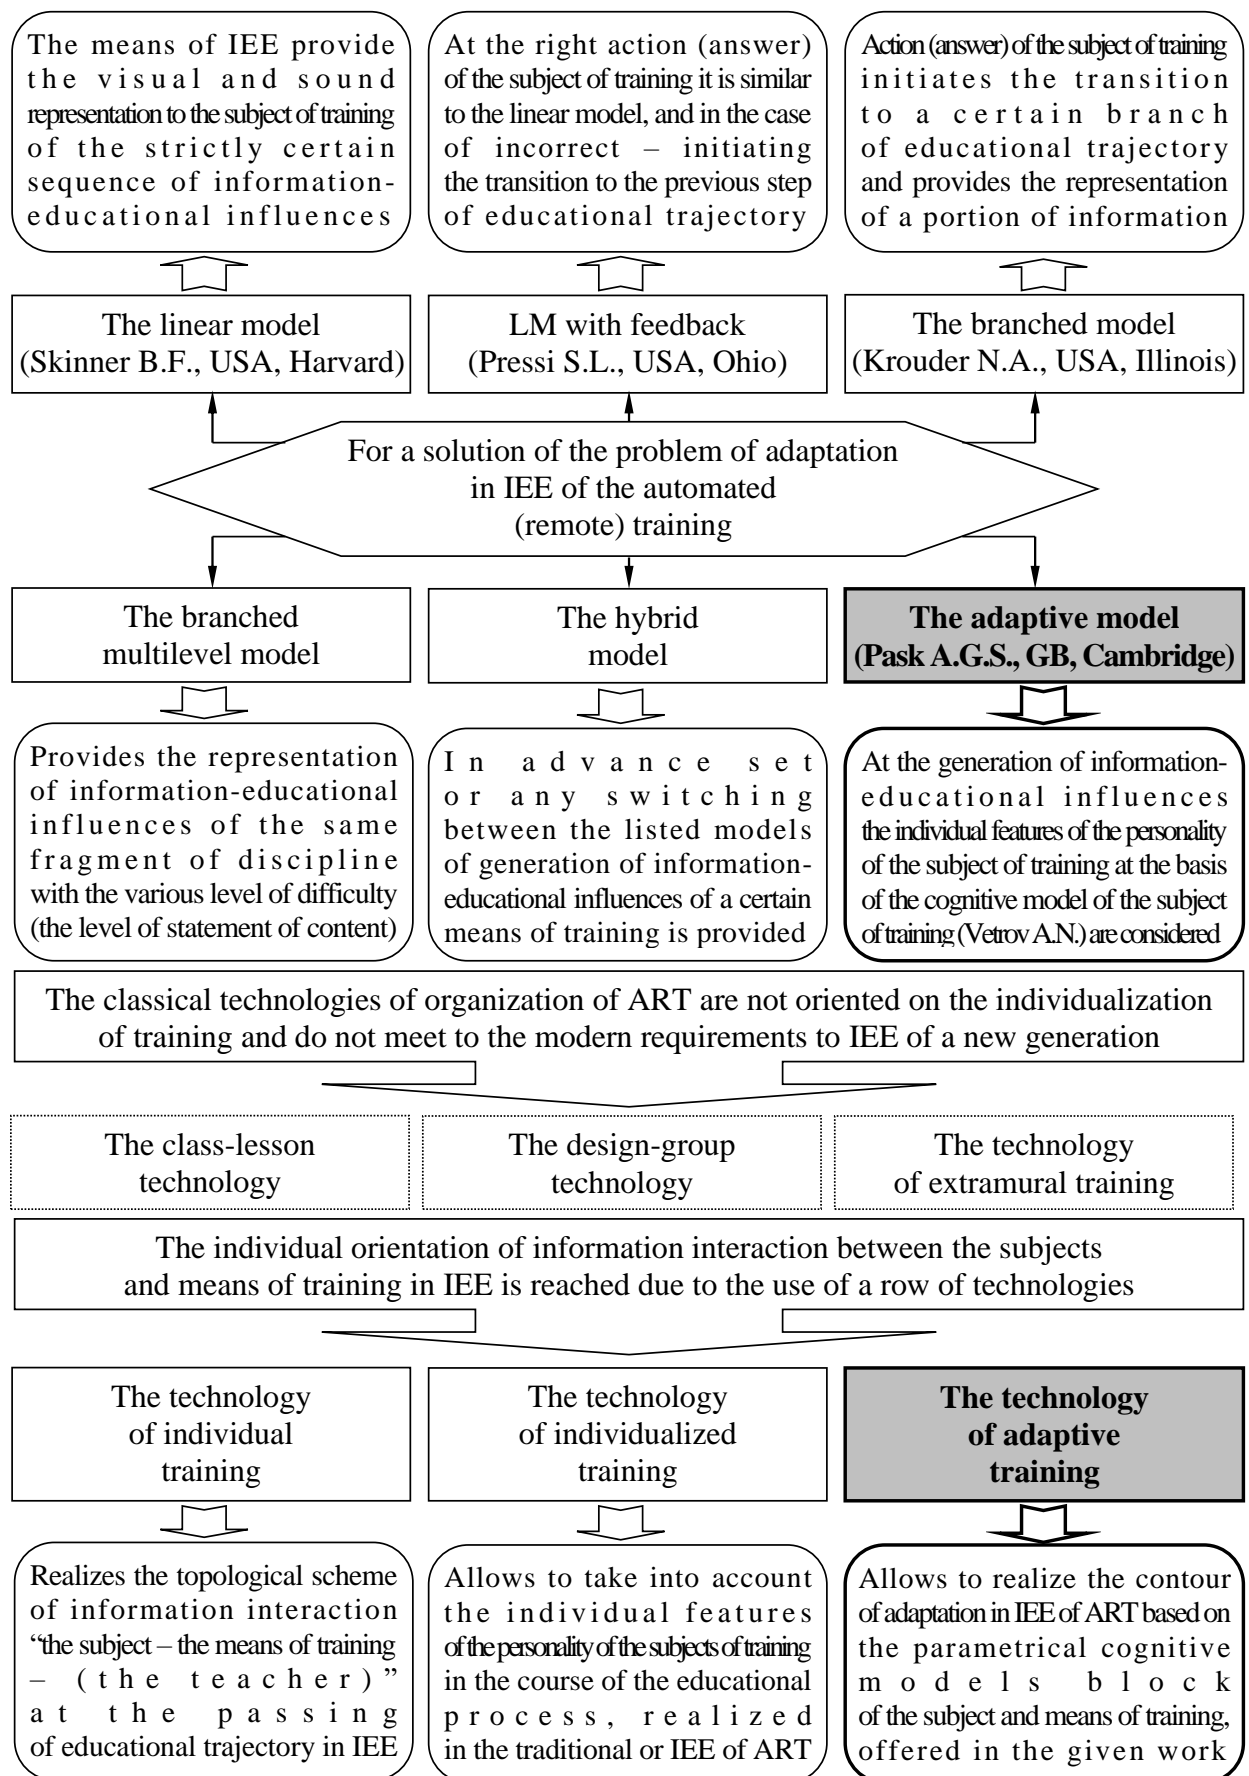 The means of IEE provide
the visual and sound
representation to the subject of training
of the strictly certain
sequence of information-
educational influences
At the right action (answer)
of the subject of training it is similar
to the linear model, and in the case
of incorrect – initiating
the transition to the previous step
of educational trajectory
Action (answer) of the subject of training
initiates the transition
to a certain branch
of educational trajectory
and provides the representation
of a portion of information
The linear model
(Skinner B.F., USA, Harvard)
LM with feedback
(Pressi S.L., USA, Ohio)
The branched model
(Krouder N.A., USA, Illinois)
For a solution of the problem of adaptation
in IEE of the automated
(remote) training
The branched
multilevel model
The hybrid
model
The adaptive model
(Pask A.G.S., GB, Cambridge)
Provides the representation
of information-educational
influences of the same
fragment of discipline
with the various level of difficulty
(the level of statement of content)
In advance set
or any switching
between the listed models
of generation of information-
educational influences of a certain
means of training is provided
At the generation of information-
educational influences
the individual features of the personality
of the subject of training at the basis
of the cognitive model of the subject
of training (Vetrov A.N.) are considered
The classical technologies of organization of ART are not oriented on the individualization
of training and do not meet to the modern requirements to IEE of a new generation
The class-lesson
technology
The design-group
technology
The technology
of extramural training
The individual orientation of information interaction between the subjects
and means of training in IEE is reached due to the use of a row of technologies
The technology
of individual
training
The technology
of individualized
training
The technology
of adaptive
training
Realizes the topological scheme
of information interaction
“the subject – the means of training
– (the teacher)”
at the passing
of educational trajectory in IEE
Allows to take into account
the individual features
of the personality of the subjects of training
in the course of the educational
process, realized
in the traditional or IEE of ART
Allows to realize the contour
of adaptation in IEE of ART based on
the parametrical cognitive
models block
of the subject and means of training,
offered in the given work